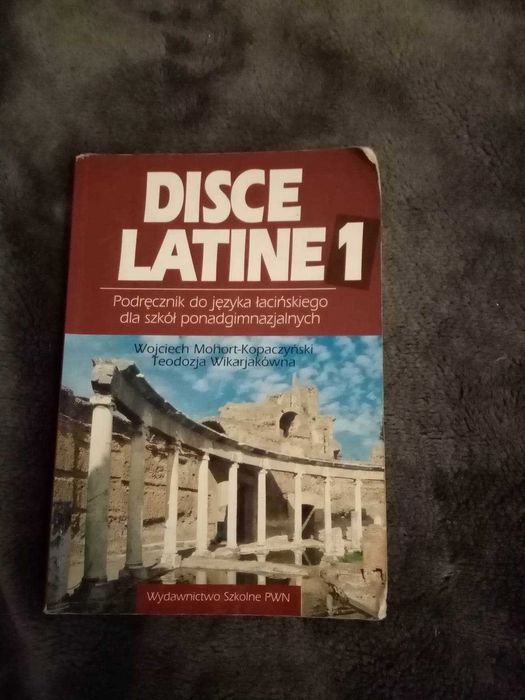 DISCE
LATINE 1
Podręcznik do języka łacińskiego
dla szkół ponadgimnazjalnych
Wojciech Mohort-Kopaczyński
Teodozja Wikarjakówna
Wydawnictwo Szkolne PWN